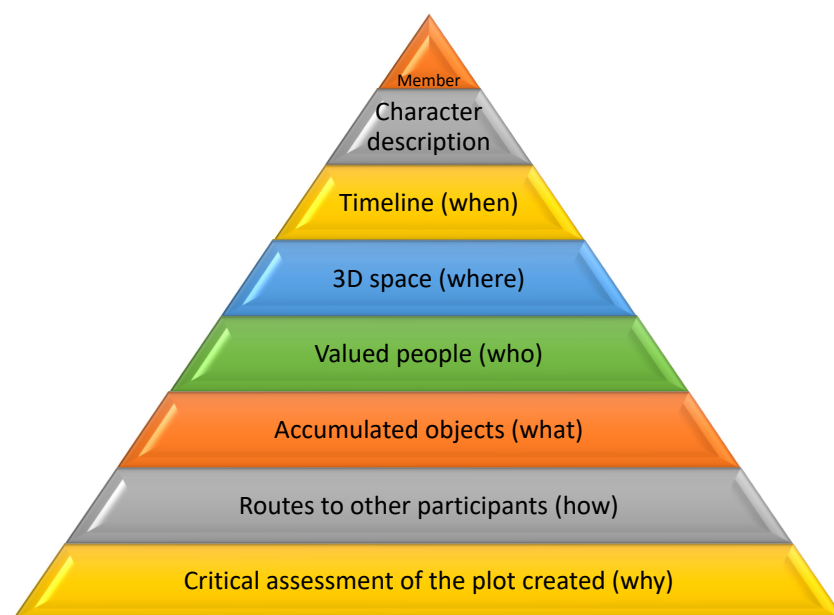 Member
Character
description
Timeline (when)
3D space (where)
Valued people (who)
Accumulated objects (what)
Routes to other participants (how)
Critical assessment of the plot created (why)